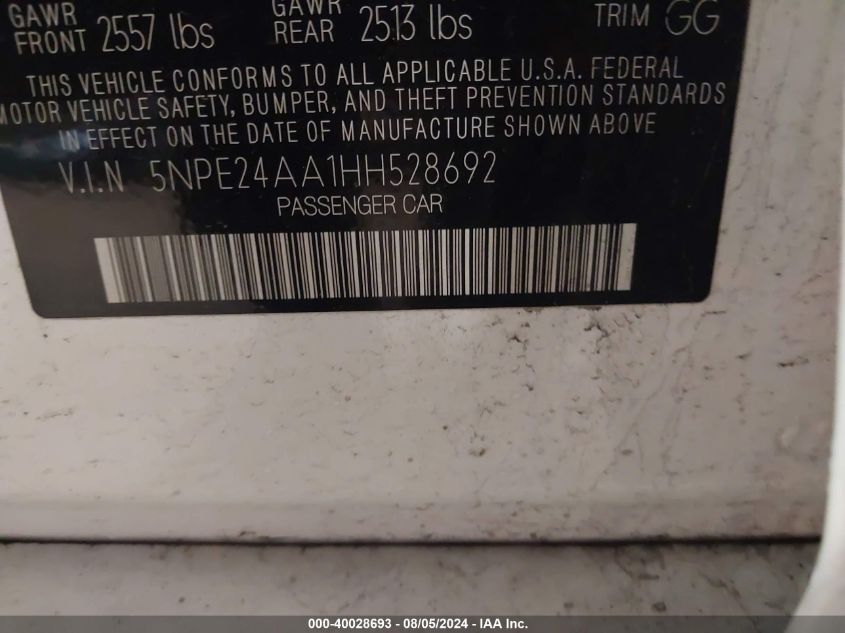 GAWR FRONT 2557 lbs GAWR REAR 2513 lbs TRIM GG
THIS VEHICLE CONFORMS TO ALL APPLICABLE U.S.A. FEDERAL
MOTOR VEHICLE SAFETY, BUMPER, AND THEFT PREVENTION STANDARDS
IN EFFECT ON THE DATE OF MANUFACTURE SHOWN ABOVE
V.I.N 5NPE24AA1HH528692
PASSENGER CAR
000-40028693 - 08/05/2024 - IAA Inc.